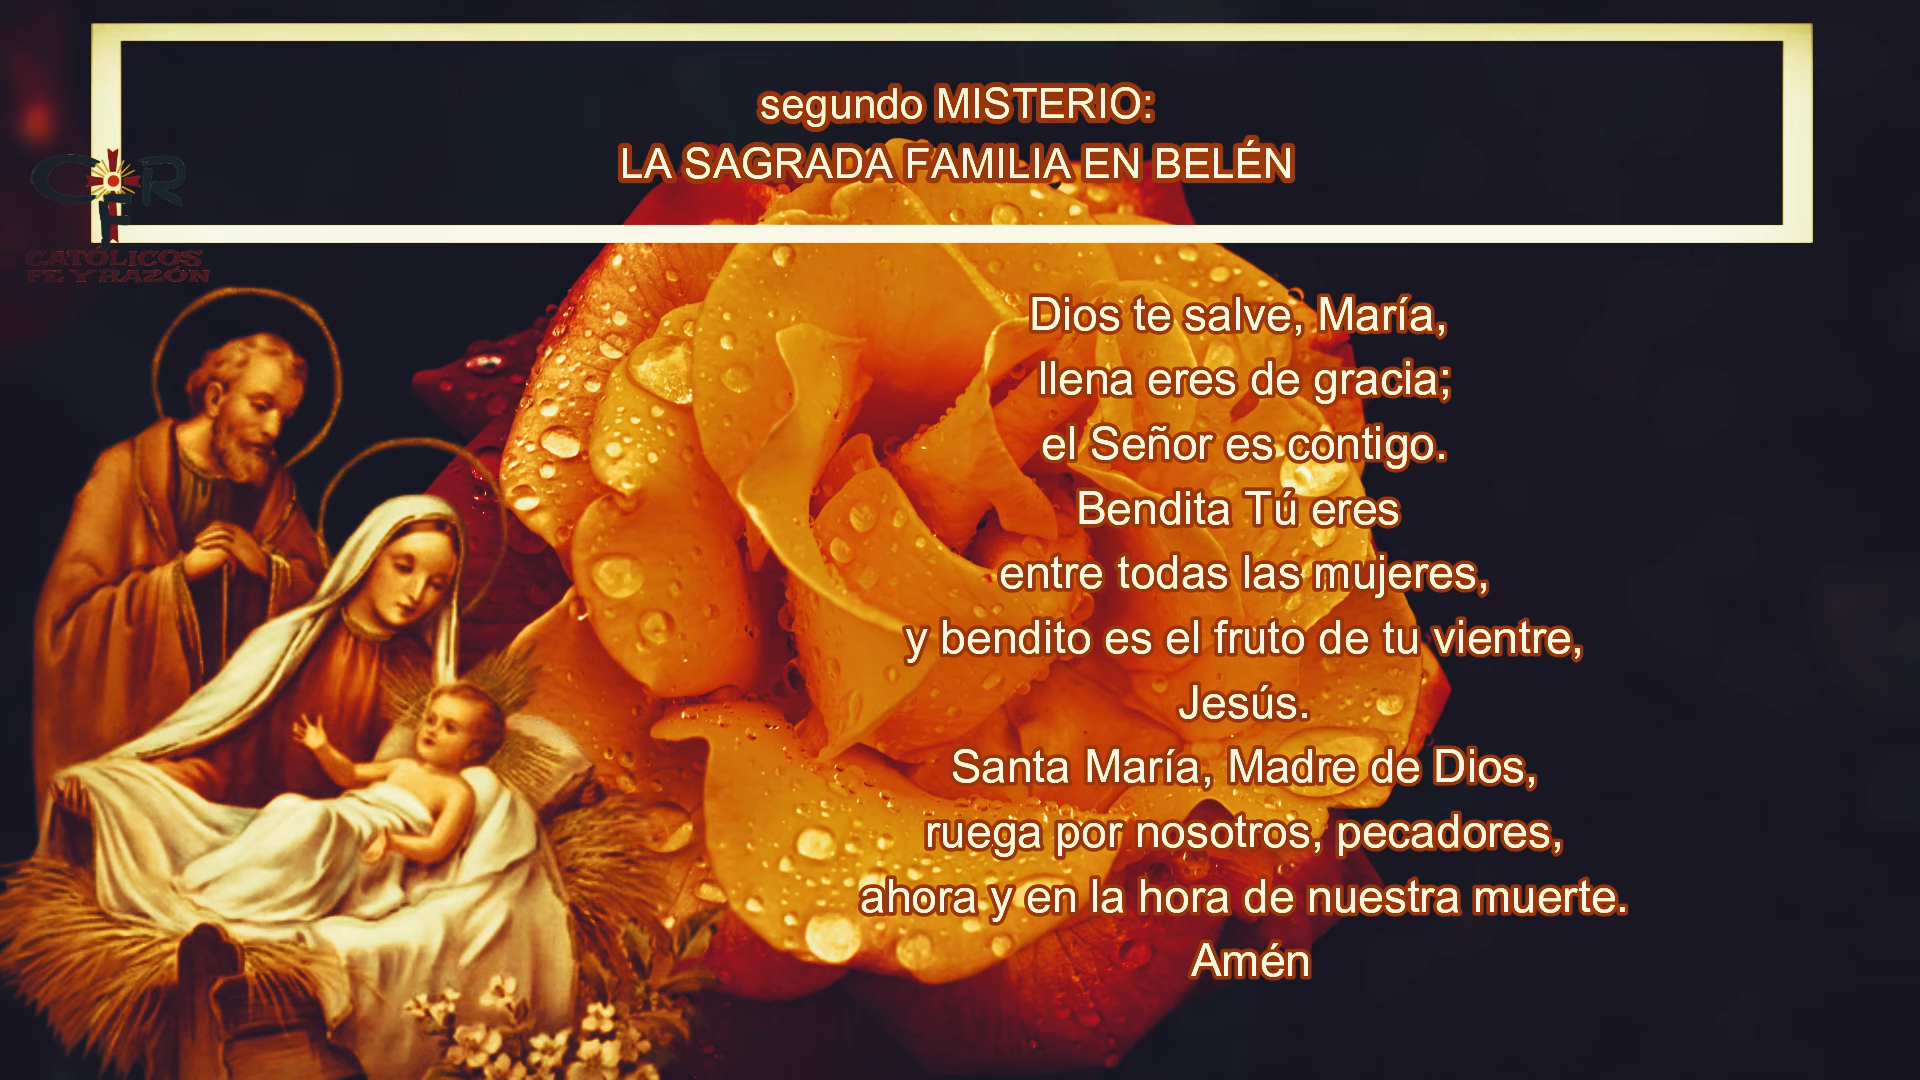 segundo MISTERIO:
LA SAGRADA FAMILIA EN BELÉN
CFR
CATÓLICOS
FE Y RAZÓN
Dios te salve, María,
llena eres de gracia;
el Señor es contigo.
Bendita Tú eres
entre todas las mujeres,
y bendito es el fruto de tu vientre,
Jesús.
Santa María, Madre de Dios,
ruega por nosotros, pecadores,
ahora y en la hora de nuestra muerte.
Amén